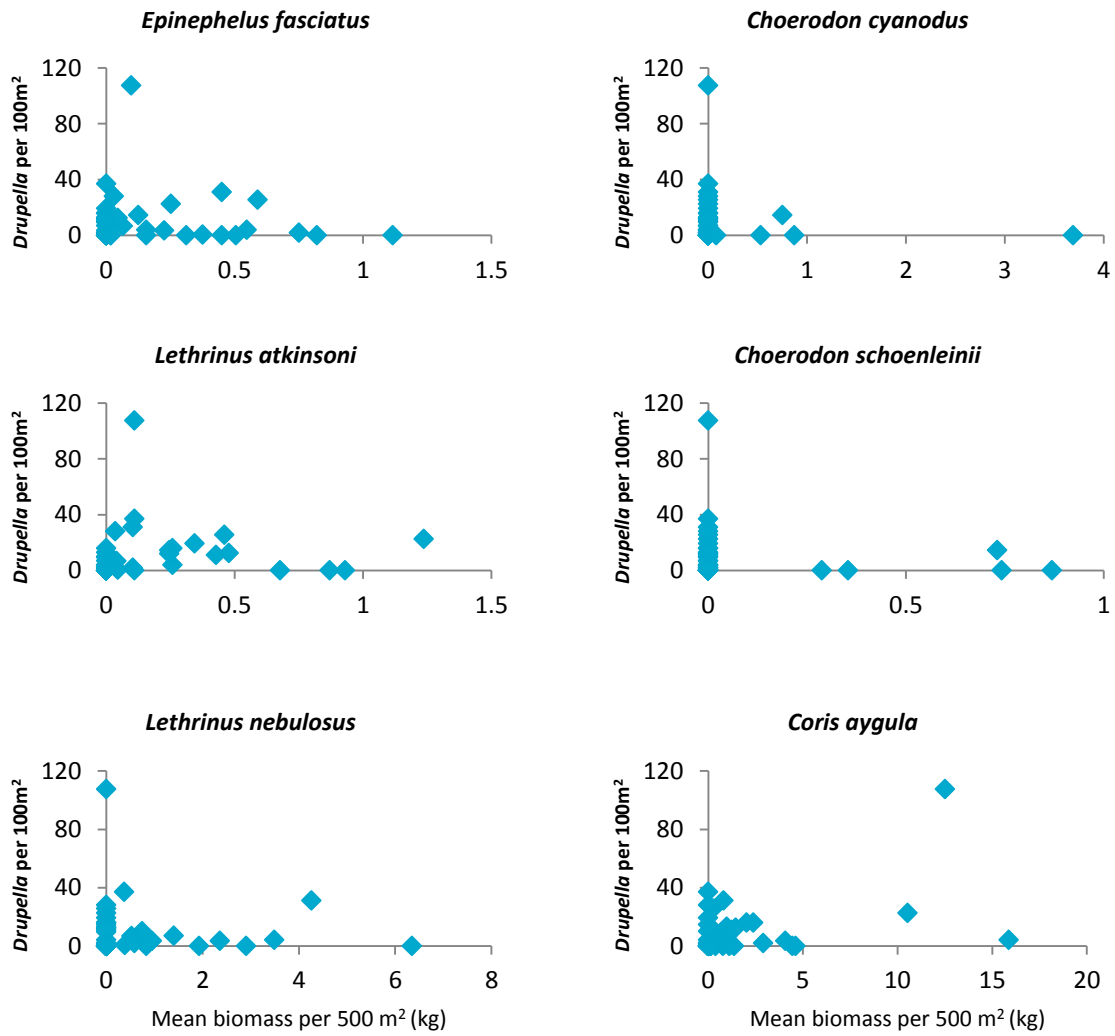 Epinephelus fasciatus
Drupella per 100m²
120
80
40
0
0 0.5 1 1.5
Choerodon cyanodus
Drupella per 100m²
120
80
40
0
0 1 2 3 4
Lethrinus atkinsoni
Drupella per 100m²
120
80
40
0
0 0.5 1 1.5
Choerodon schoenleinii
Drupella per 100m²
120
80
40
0
0 0.5 1
Lethrinus nebulosus
Drupella per 100m²
120
80
40
0
0 2 4 6 8
Mean biomass per 500 m² (kg)
Coris aygula
Drupella per 100m²
120
80
40
0
0 5 10 15 20
Mean biomass per 500 m² (kg)